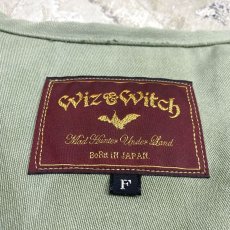 Wiz&Witch
Mad Hunter Under Land
BoRn in JAPAN.
F